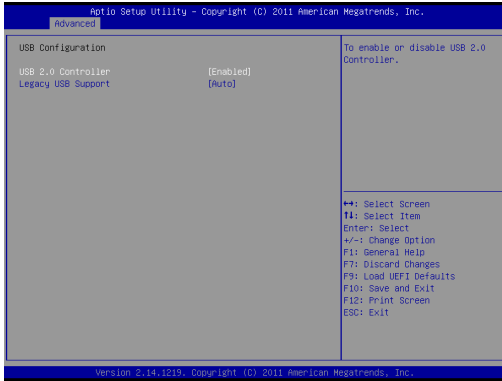 Aptio Setup Utility - Copyright (C) 2011 American Megatrends, Inc.
Advanced
USB Configuration
USB 2.0 Controller [Enabled]
Legacy USB Support [Auto]
To enable or disable USB 2.0
Controller.
↔: Select Screen
↑↓: Select Item
Enter: Select
+/-: Change Option
F1: General Help
F7: Discard Changes
F9: Load UEFI Defaults
F10: Save and Exit
F12: Print Screen
ESC: Exit
Version 2.14.1219. Copyright (C) 2011 American Megatrends, Inc.